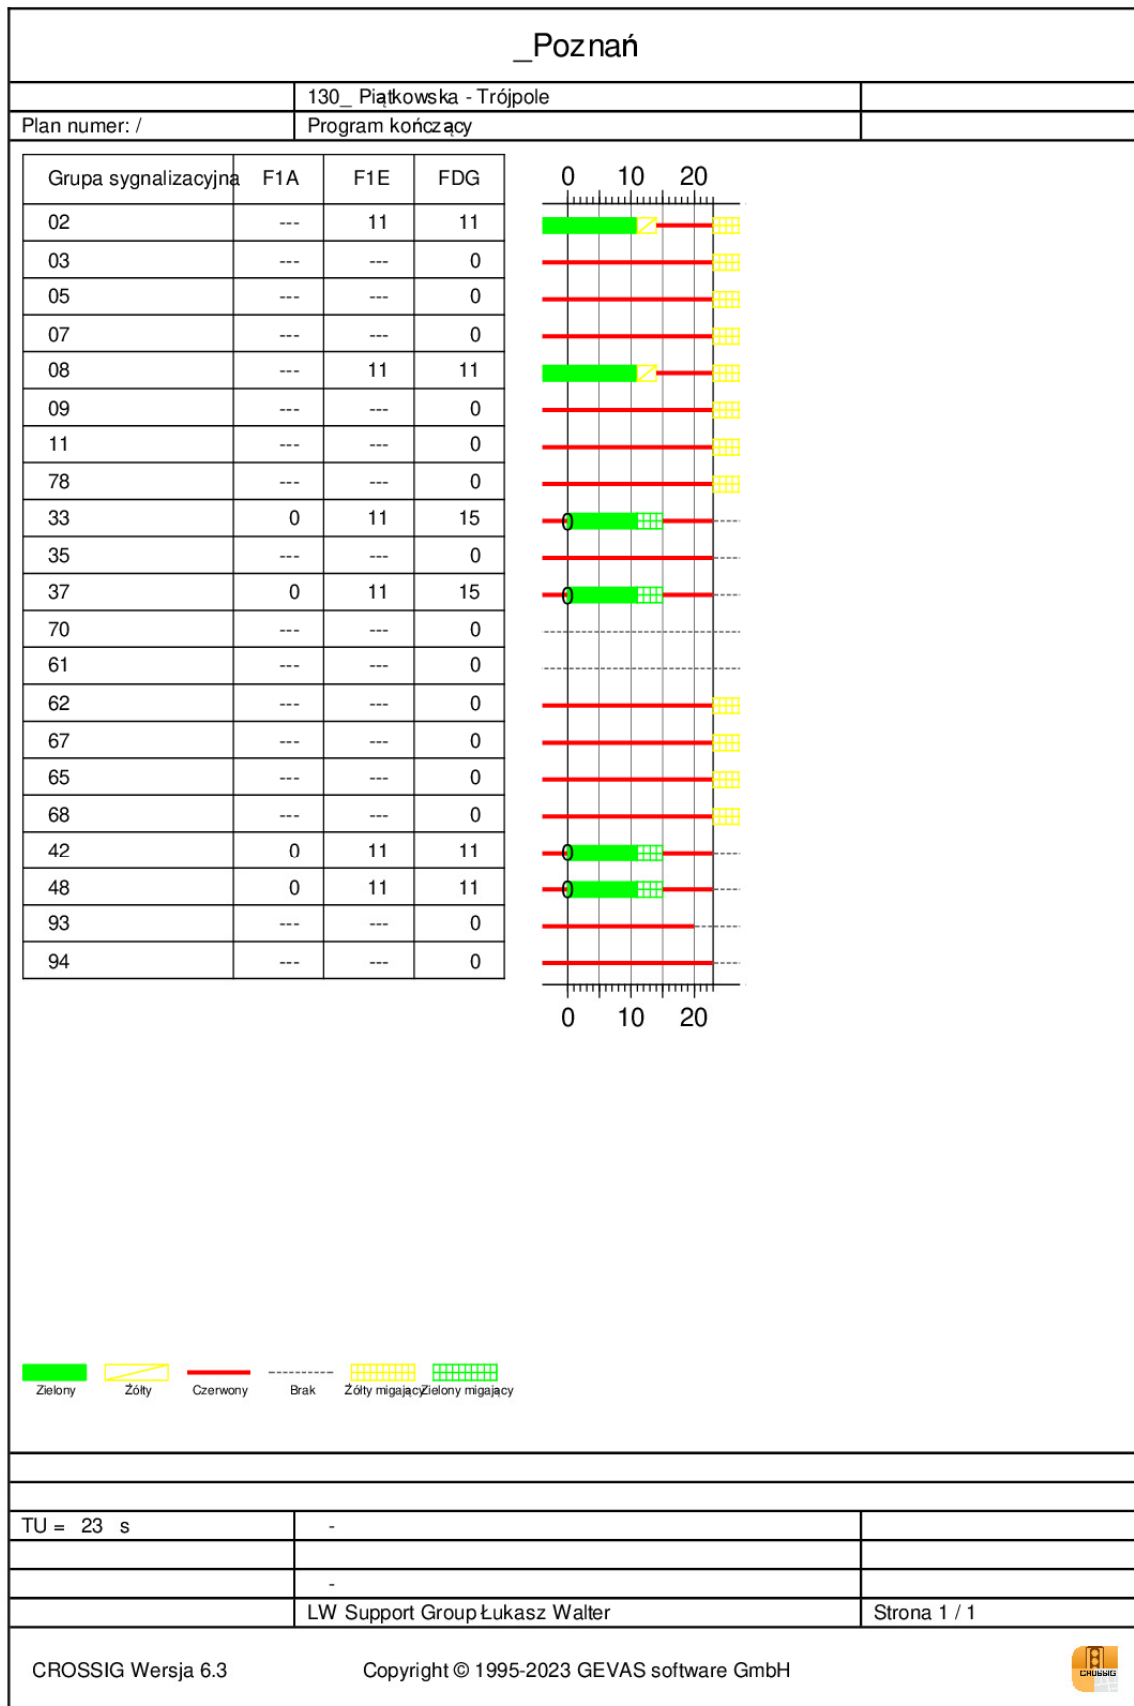 _Poznań
130_ Piątkowska - Trójpole
Plan numer: / Program kończący
Grupa sygnalizacyjna F1A F1E FDG 0 10 20
02 --- 11 11
03 --- --- 0
05 --- --- 0
07 --- --- 0
08 --- 11 11
09 --- --- 0
11 --- --- 0
78 --- --- 0
33 0 11 15 0
35 --- --- 0
37 0 11 15 0
70 --- --- 0
61 --- --- 0
62 --- --- 0
67 --- --- 0
65 --- --- 0
68 --- --- 0
42 0 11 11 0
48 0 11 11 0
93 --- --- 0
94 --- --- 0
0 10 20
Zielony Żółty Czerwony Brak Żółty migający Zielony migający
TU = 23 s -
-
LW Support Group Łukasz Walter Strona 1 / 1
CROSSIG Wersja 6.3 Copyright © 1995-2023 GEVAS software GmbH CROSSIG